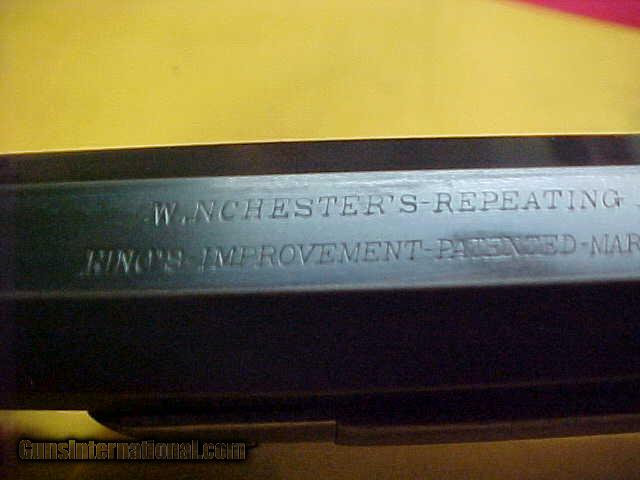 W.NCHESTER'S-REPEATING
KING'S-IMPROVEMENT-PATENTED-MAR
GunsInternational.com